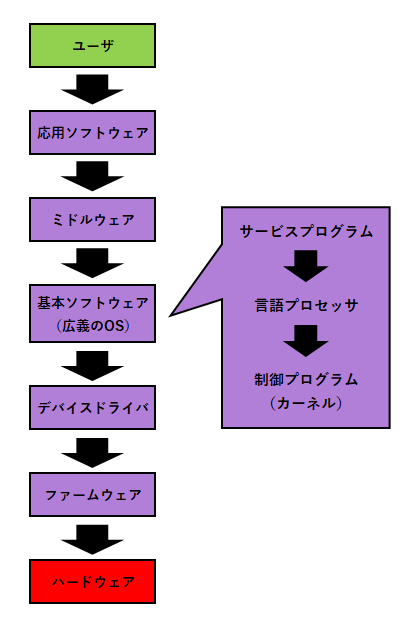 ユーザ
応用ソフトウェア
ミドルウェア
基本ソフトウェア
（広義のOS）
デバイスドライバ
ファームウェア
ハードウェア
サービスプログラム
言語プロセッサ
制御プログラム
（カーネル）